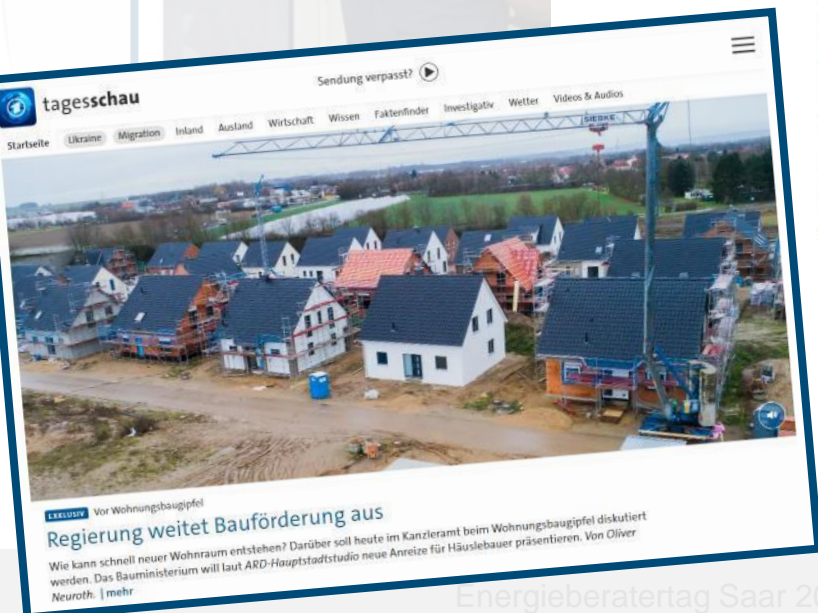 Sendung verpasst?
tagesschau
Startseite Ukraine Migration Inland Ausland Wirtschaft Wissen Faktenfinder Investigativ Wetter Videos & Audios
SIEBKE
EXKLUSIV Vor Wohnungsbaugipfel
Regierung weitet Bauförderung aus
Wie kann schnell neuer Wohnraum entstehen? Darüber soll heute im Kanzleramt beim Wohnungsbaugipfel diskutiert
werden. Das Bauministerium will laut ARD-Hauptstadtstudio neue Anreize für Häuslebauer präsentieren. Von Oliver
Neuroth. | mehr
Energieberatertag Saar